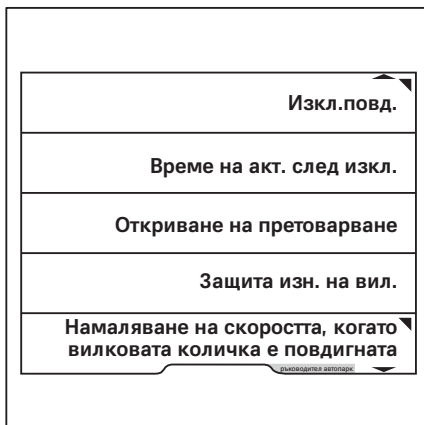 Изкл.повд.
Време на акт. след изкл.
Откриване на претоварване
Защита изн. на вил.
Намаляване на скоростта, когато
вилковата количка е повдигната
ръководител автопарк